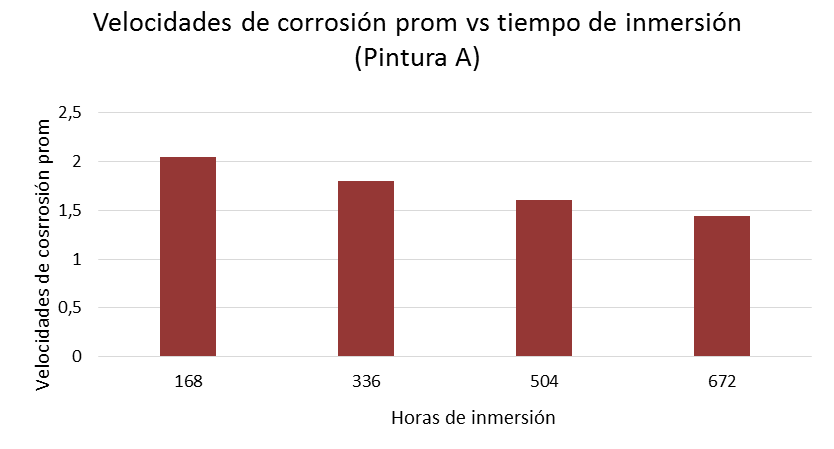 Velocidades de corrosión prom vs tiempo de inmersión
(Pintura A)
Velocidades de cosrrosión prom
2,5
2
1,5
1
0,5
0
168
336
504
672
Horas de inmersión